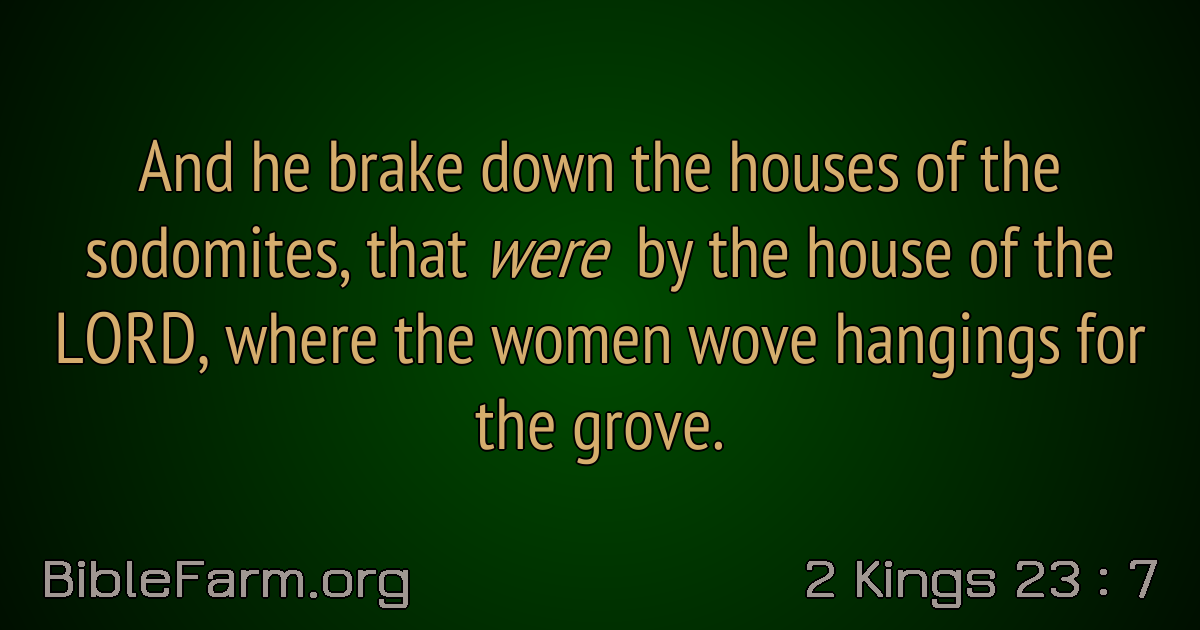 And he brake down the houses of the
sodomites, that were by the house of the
LORD, where the women wove hangings for
the grove.
BibleFarm.org
2 Kings 23 : 7